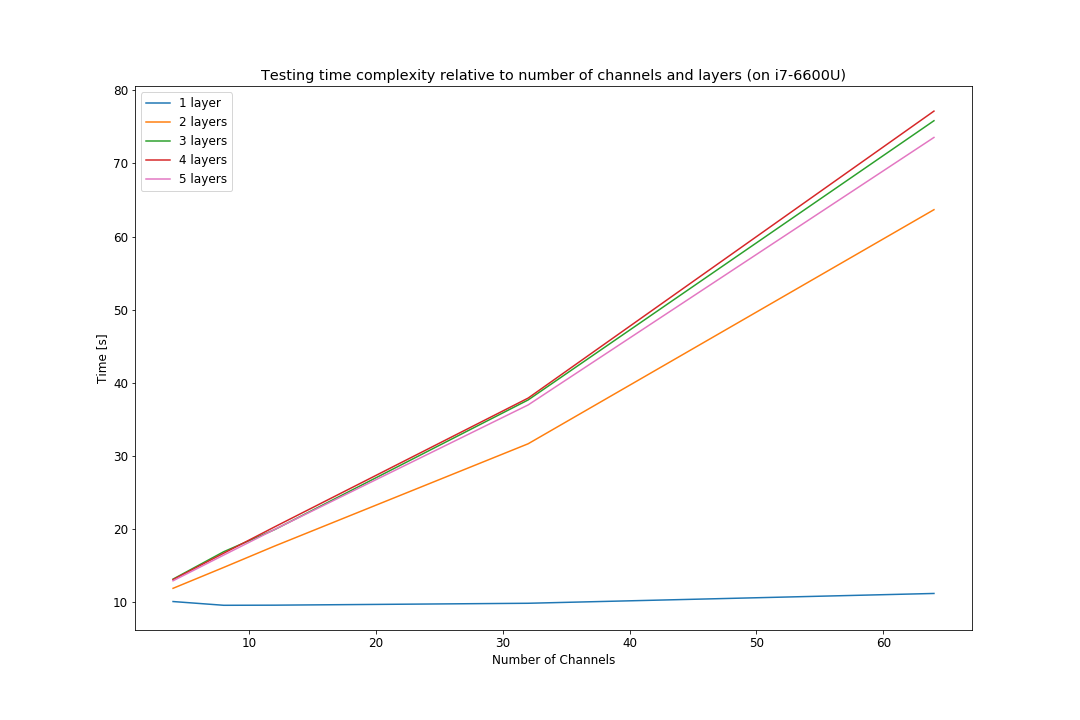 Testing time complexity relative to number of channels and layers (on i7-6600U)
1 layer
2 layers
3 layers
4 layers
5 layers
Time [s]
80
70
60
50
40
30
20
10
10 20 30 40 50 60
Number of Channels